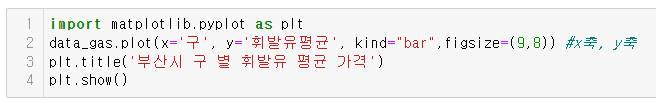 1 import matplotlib.pyplot as plt
2 data_gas.plot(x='구', y='휘발유평균', kind="bar",figsize=(9,8)) #x축, y축
3 plt.title('부산시 구 별 휘발유 평균 가격')
4 plt.show()